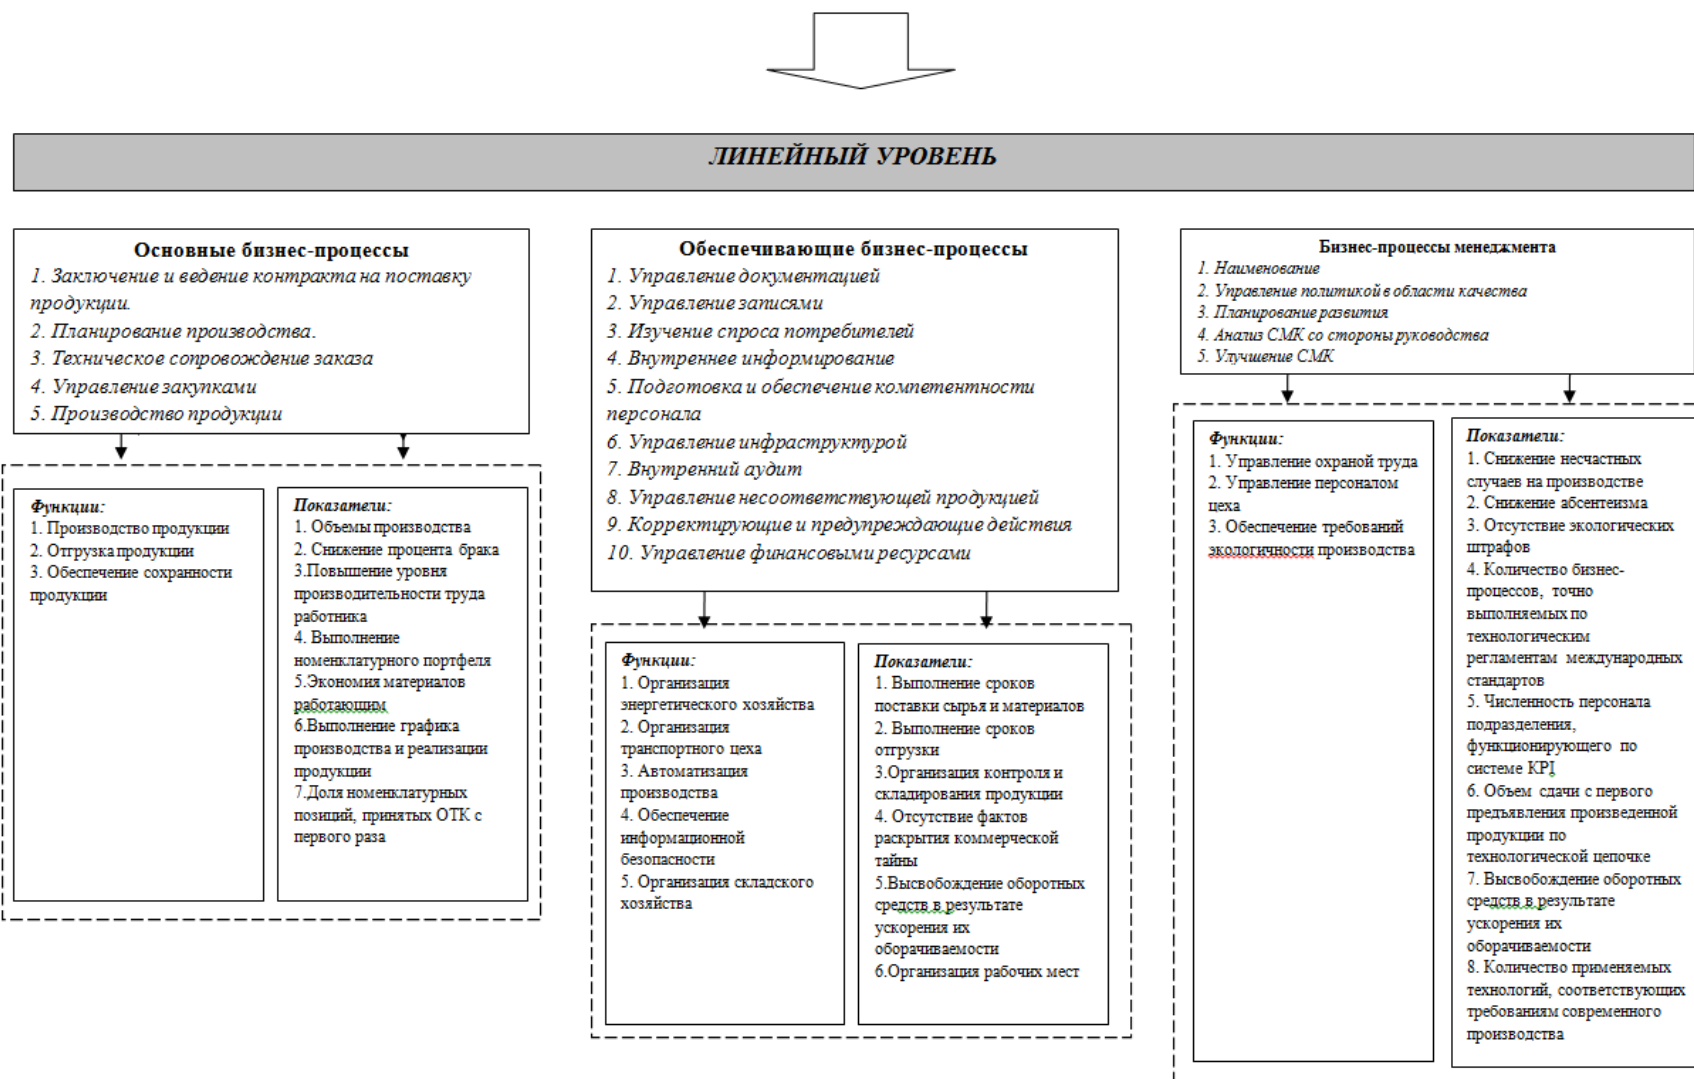 ЛИНЕЙНЫЙ УРОВЕНЬ
Основные бизнес-процессы
1. Заключение и ведение контракта на поставку
продукции.
2. Планирование производства.
3. Техническое сопровождение заказа
4. Управление закупками
5. Производство продукции
Функции:
1. Производство продукции
2. Отгрузка продукции
3. Обеспечение сохранности
продукции
Показатели:
1. Объемы производства
2. Снижение процента брака
3.Повышение уровня
производительности труда
работника
4. Выполнение
номенклатурного портфеля
5.Экономия материалов
работающим
6.Выполнение графика
производства и реализации
продукции
7.Доля номенклатурных
позиций, принятых ОТК с
первого раза
Обеспечивающие бизнес-процессы
1. Управление документацией
2. Управление записями
3. Изучение спроса потребителей
4. Внутреннее информирование
5. Подготовка и обеспечение компетентности
персонала
6. Управление инфраструктурой
7. Внутренний аудит
8. Управление несоответствующей продукцией
9. Корректирующие и предупреждающие действия
10. Управление финансовыми ресурсами
Функции:
1. Организация
энергетического хозяйства
2. Организация
транспортного цеха
3. Автоматизация
производства
4. Обеспечение
информационной
безопасности
5. Организация складского
хозяйства
Показатели:
1. Выполнение сроков
поставки сырья и материалов
2. Выполнение сроков
отгрузки
3.Организация контроля и
складирования продукции
4. Отсутствие фактов
раскрытия коммерческой
тайны
5.Высвобождение оборотных
средств в результате
ускорения их
оборачиваемости
6.Организация рабочих мест
Бизнес-процессы менеджмента
1. Наименование
2. Управление политикой в области качества
3. Планирование развития
4. Анализ СМК со стороны руководства
5. Улучшение СМК
Функции:
1. Управление охраной труда
2. Управление персоналом
цеха
3. Обеспечение требований
экологичности производства
Показатели:
1. Снижение несчастных
случаев на производстве
2. Снижение абсентеизма
3. Отсутствие экологических
штрафов
4. Количество бизнес-
процессов, точно
выполняемых по
технологическим
регламентам международных
стандартов
5. Численность персонала
подразделения,
функционирующего по
системе KPI
6. Объем сдачи с первого
предъявления произведенной
продукции по
технологической цепочке
7. Высвобождение оборотных
средств в результате
ускорения их
оборачиваемости
8. Количество применяемых
технологий, соответствующих
требованиям современного
производства